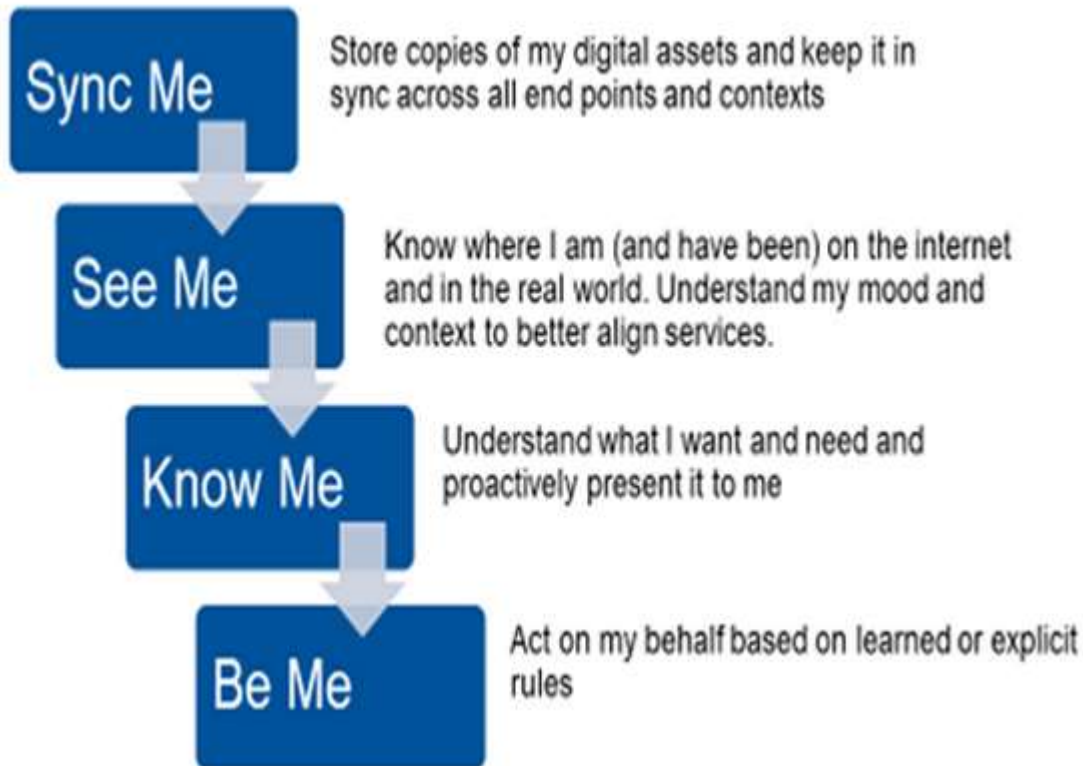 Sync Me
Store copies of my digital assets and keep it in
sync across all end points and contexts
See Me
Know where I am (and have been) on the internet
and in the real world. Understand my mood and
context to better align services.
Know Me
Understand what I want and need and
proactively present it to me
Be Me
Act on my behalf based on learned or explicit
rules